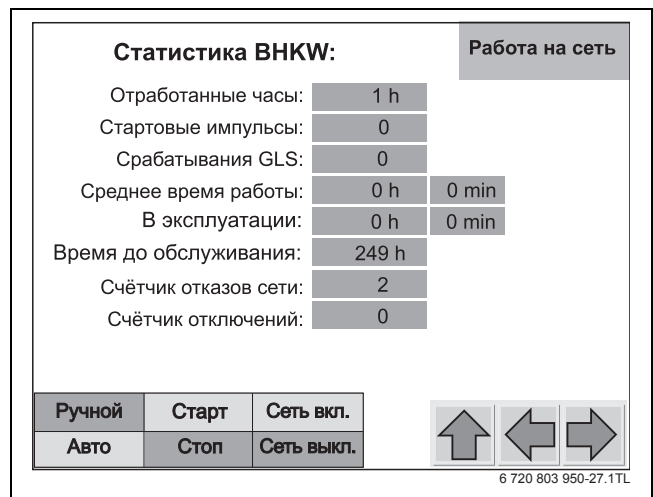 Статистика BHKW:
Работа на сеть
Отработанные часы: 1 h
Стартовые импульсы: 0
Срабатывания GLS: 0
Среднее время работы: 0 h 0 min
В эксплуатации: 0 h 0 min
Время до обслуживания: 249 h
Счётчик отказов сети: 2
Счётчик отключений: 0
Ручной Старт Сеть вкл.
Авто Стоп Сеть выкл.
6 720 803 950-27.1TL